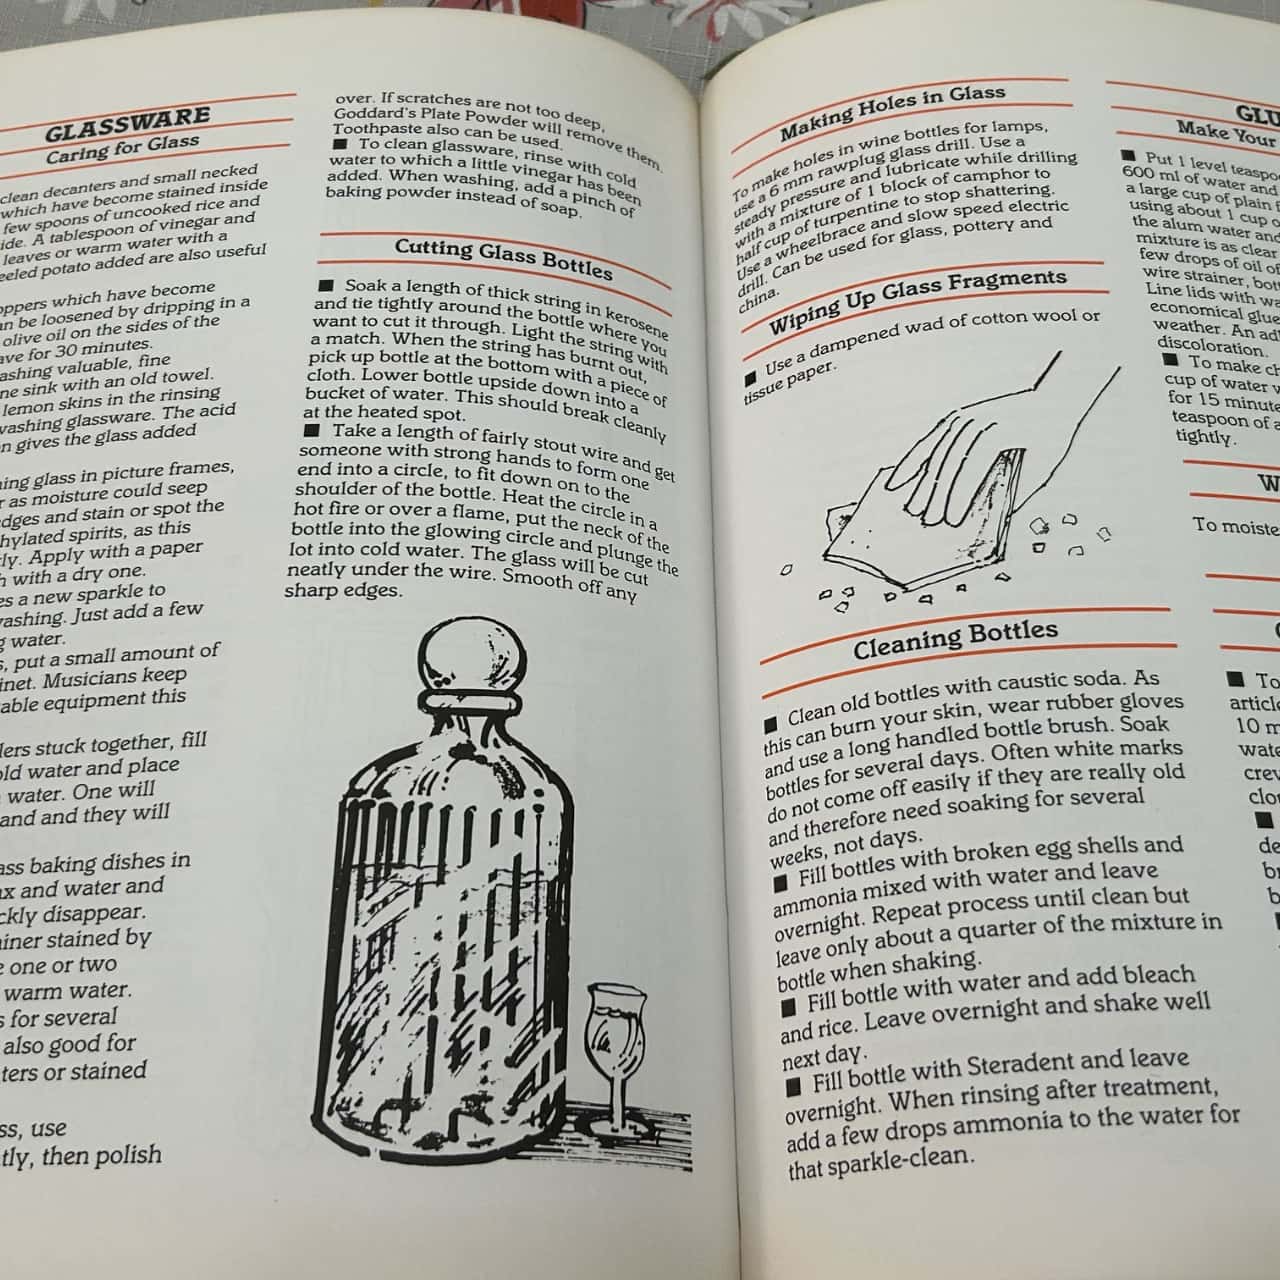 GLASSWARE
Caring for Glass
clean decanters and small necked
which have become stained inside
few spoons of uncooked rice and
ide. A tablespoon of vinegar and
leaves or warm water with a
eeled potato added are also useful
oppers which have become
an be loosened by dripping in a
olive oil on the sides of the
ave for 30 minutes.
ashing valuable, fine
ne sink with an old towel.
lemon skins in the rinsing
washing glassware. The acid
n gives the glass added
ning glass in picture frames,
r as moisture could seep
edges and stain or spot the
hylated spirits, as this
tly. Apply with a paper
h with a dry one.
es a new sparkle to
washing. Just add a few
g water.
s, put a small amount of
inet. Musicians keep
able equipment this
lers stuck together, fill
old water and place
water. One will
and and they will
ass baking dishes in
ax and water and
ckly disappear.
ainer stained by
e one or two
warm water.
s for several
also good for
ters or stained
ss, use
tly, then polish
over. If scratches are not too deep,
Goddard's Plate Powder will remove them.
Toothpaste also can be used.
■ To clean glassware, rinse with cold
water to which a little vinegar has been
added. When washing, add a pinch of
baking powder instead of soap.
Cutting Glass Bottles
■ Soak a length of thick string in kerosene
and tie tightly around the bottle where you
want to cut it through. Light the string with
a match. When the string has burnt out,
pick up bottle at the bottom with a piece of
cloth. Lower bottle upside down into a
bucket of water. This should break cleanly
at the heated spot.
■ Take a length of fairly stout wire and get
someone with strong hands to form one
end into a circle, to fit down on to the
shoulder of the bottle. Heat the circle in a
hot fire or over a flame, put the neck of the
bottle into the glowing circle and plunge the
lot into cold water. The glass will be cut
neatly under the wire. Smooth off any
sharp edges.
Making Holes in Glass
To make holes in wine bottles for lamps,
use a 6 mm rawplug glass drill. Use a
steady pressure and lubricate while drilling
with a mixture of 1 block of camphor to
half cup of turpentine to stop shattering.
Use a wheelbrace and slow speed electric
drill. Can be used for glass, pottery and
china.
Wiping Up Glass Fragments
■ Use a dampened wad of cotton wool or
tissue paper.
Cleaning Bottles
■ Clean old bottles with caustic soda. As
this can burn your skin, wear rubber gloves
and use a long handled bottle brush. Soak
bottles for several days. Often white marks
do not come off easily if they are really old
and therefore need soaking for several
weeks, not days.
■ Fill bottles with broken egg shells and
ammonia mixed with water and leave
overnight. Repeat process until clean but
leave only about a quarter of the mixture in
bottle when shaking.
■ Fill bottle with water and add bleach
and rice. Leave overnight and shake well
next day.
■ Fill bottle with Steradent and leave
overnight. When rinsing after treatment,
add a few drops ammonia to the water for
that sparkle-clean.
GLU
Make Your
■ Put 1 level teaspo
600 ml of water and
a large cup of plain f
using about 1 cup o
the alum water and
mixture is as clear
few drops of oil of
wire strainer, bot
Line lids with wa
economical glue
weather. An ad
discoloration.
■ To make ch
cup of water w
for 15 minute
teaspoon of a
tightly.
W
To moiste
■ To
article
10 m
wate
crev
clo
■
de
br
b